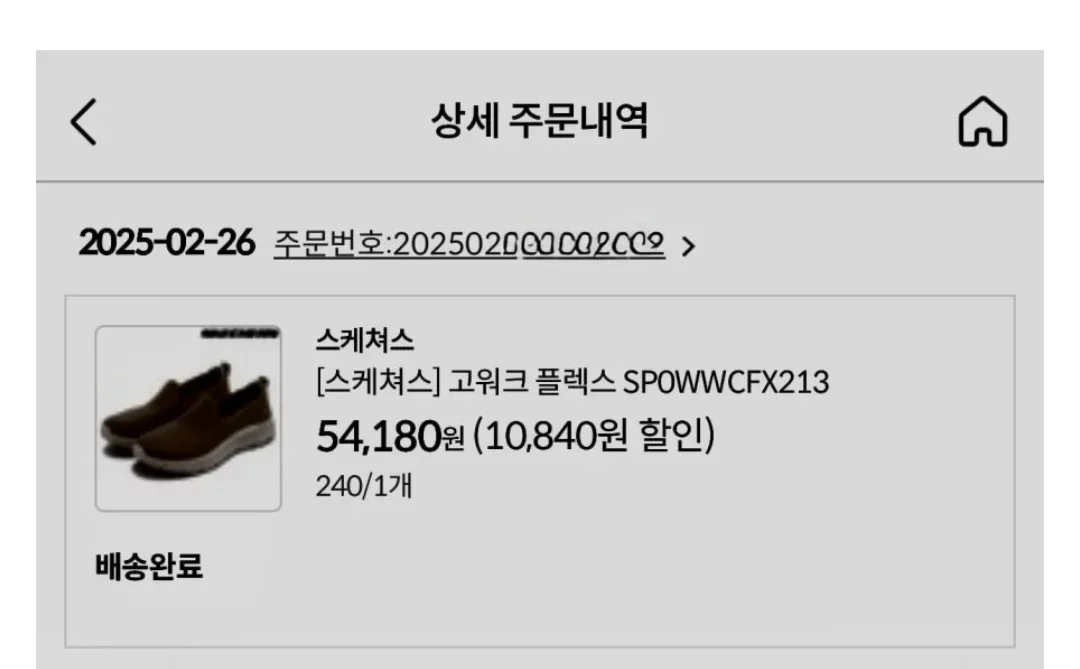 상세 주문내역
2025-02-26 주문번호:2025020
스케쳐스
[스케쳐스] 고워크 플렉스 SP0WWCFX213
54,180원 (10,840원 할인)
240/1개
배송완료